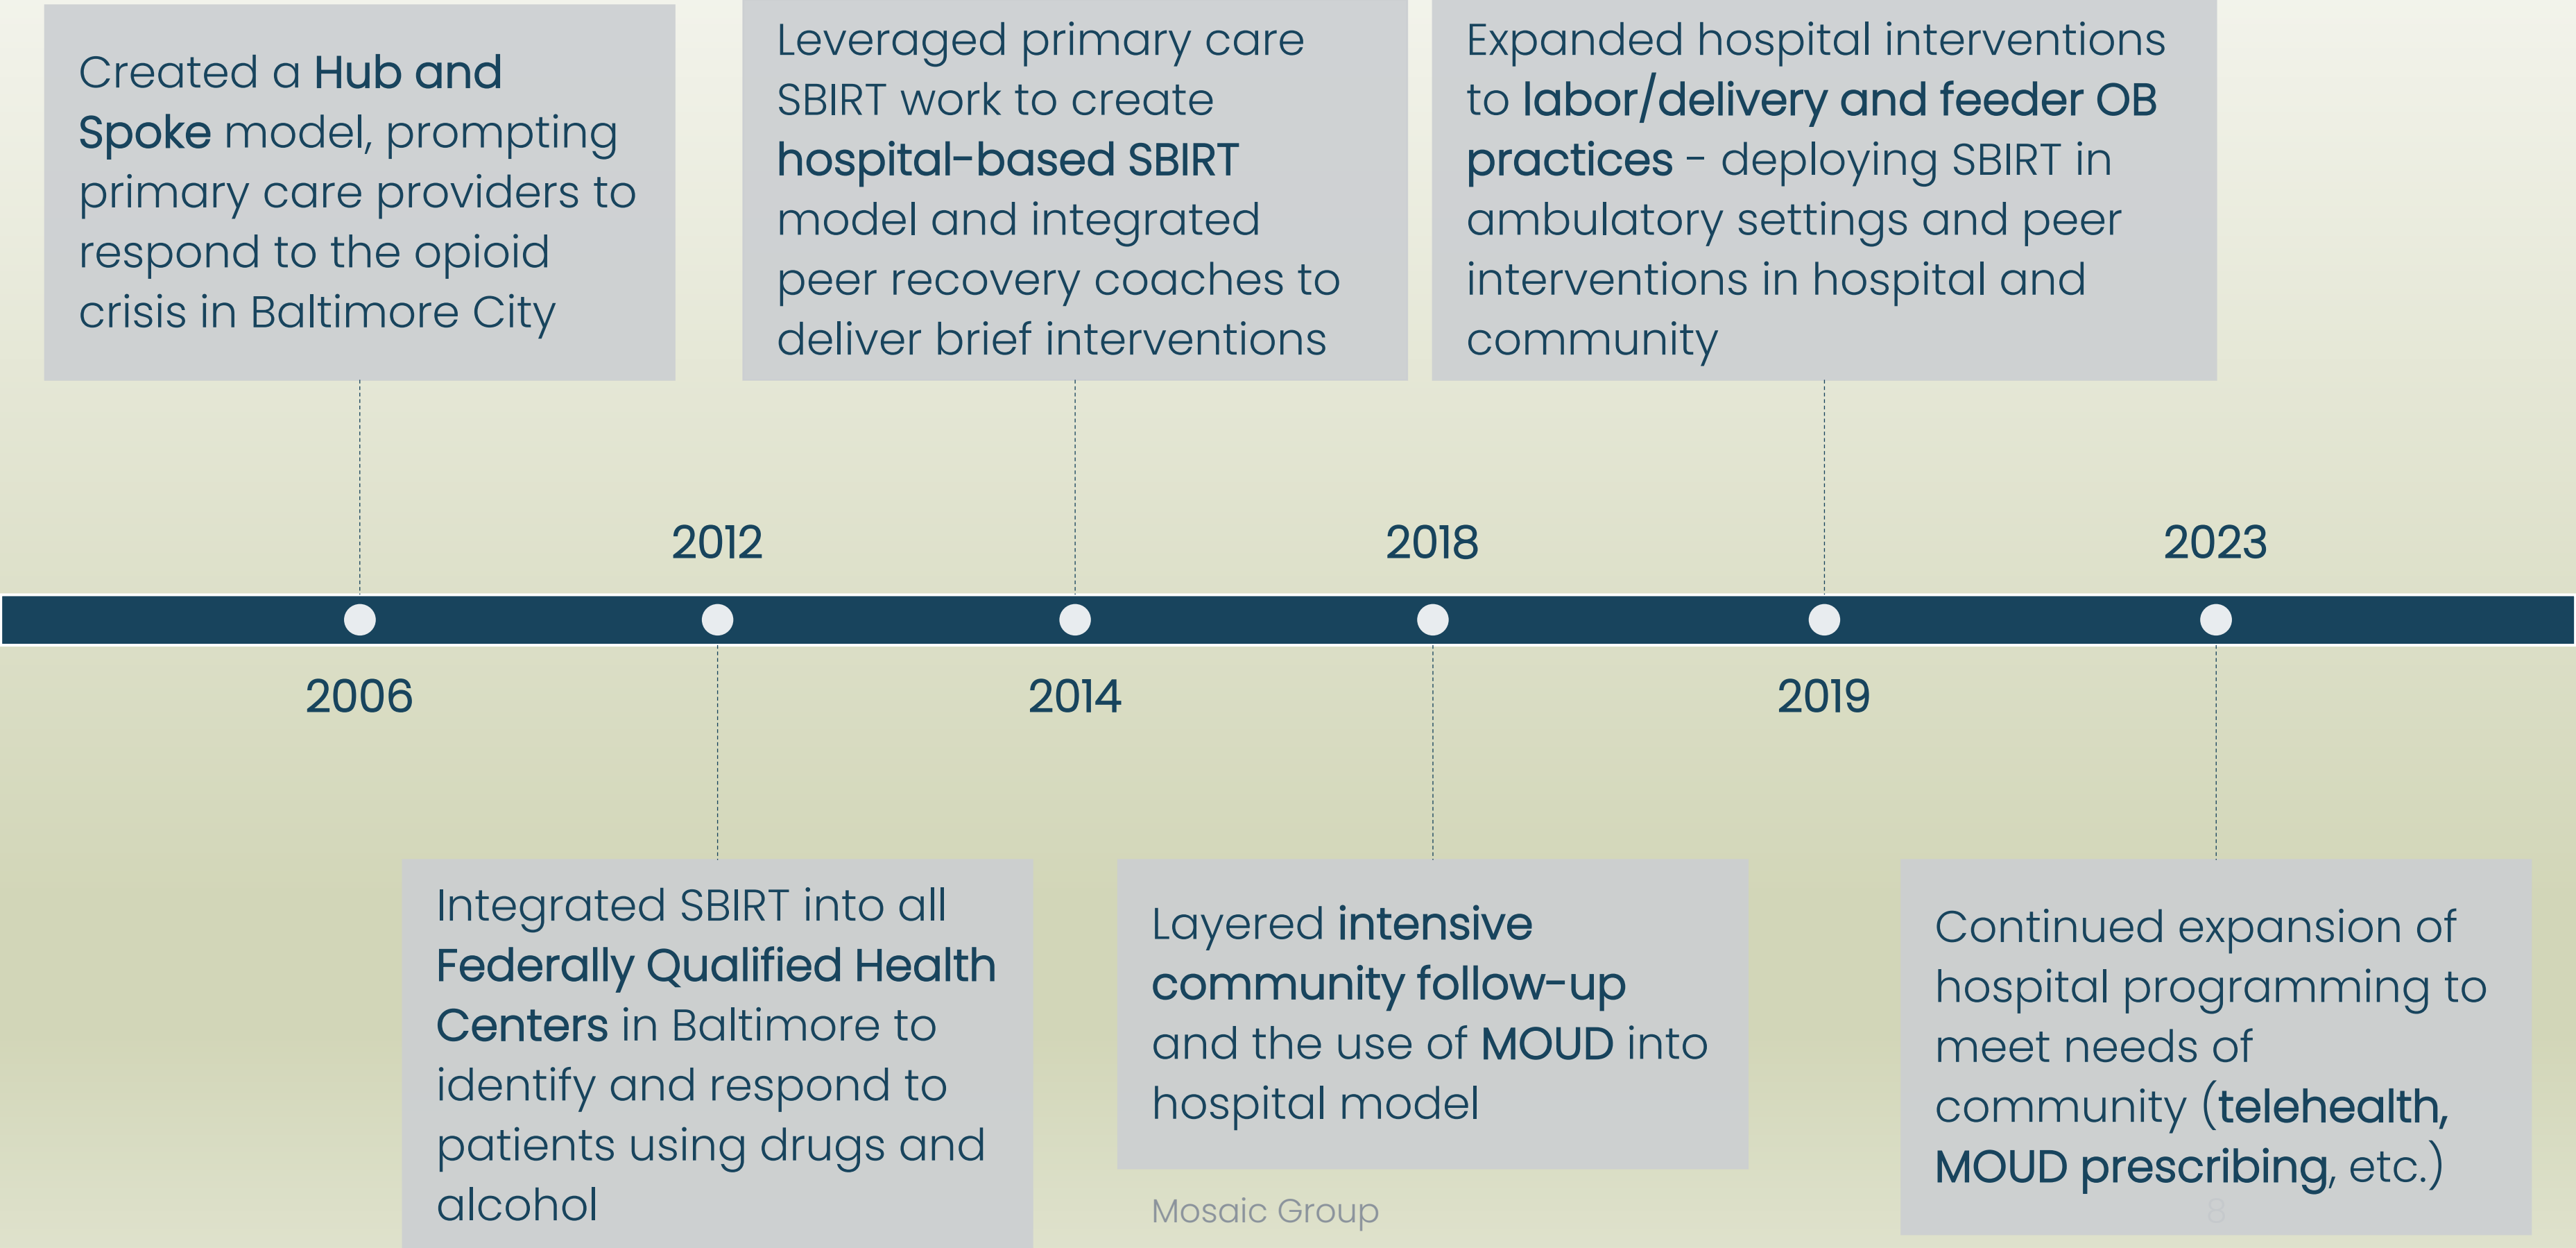 Created a Hub and
Spoke model, prompting
primary care providers to
respond to the opioid
crisis in Baltimore City
Leveraged primary care
SBIRT work to create
hospital-based SBIRT
model and integrated
peer recovery coaches to
deliver brief interventions
Expanded hospital interventions
to labor/delivery and feeder OB
practices - deploying SBIRT in
ambulatory settings and peer
interventions in hospital and
community
2012
2018
2023
2006
2014
2019
Integrated SBIRT into all
Federally Qualified Health
Centers in Baltimore to
identify and respond to
patients using drugs and
alcohol
Layered intensive
community follow-up
and the use of MOUD into
hospital model
Continued expansion of
hospital programming to
meet needs of
community (telehealth,
MOUD prescribing, etc.)
Mosaic Group
8